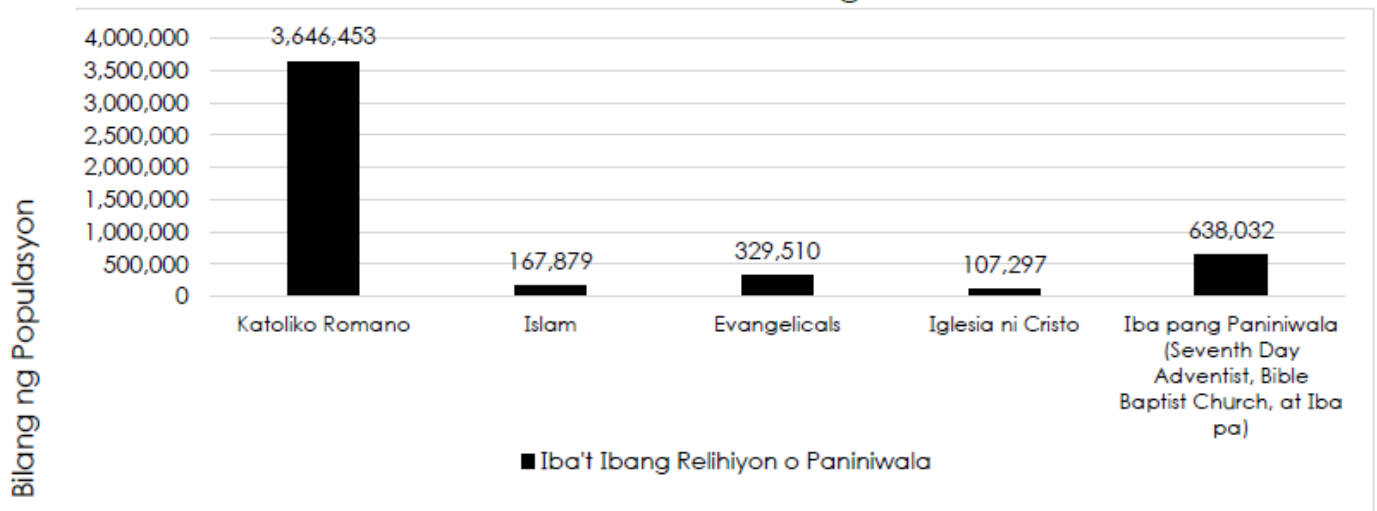 4,000,000
3,500,000
3,000,000
2,500,000
2,000,000
1,500,000
1,000,000
500,000
0
3,646,453
167,879
329,510
107,297
638,032
Katoliko Romano
Islam
Evangelicals
Iglesia ni Cristo
Iba pang Paniniwala
(Seventh Day
Adventist, Bible
Baptist Church, at Iba
pa)
Bilang ng Populasyon
Iba't Ibang Relihiyon o Paniniwala